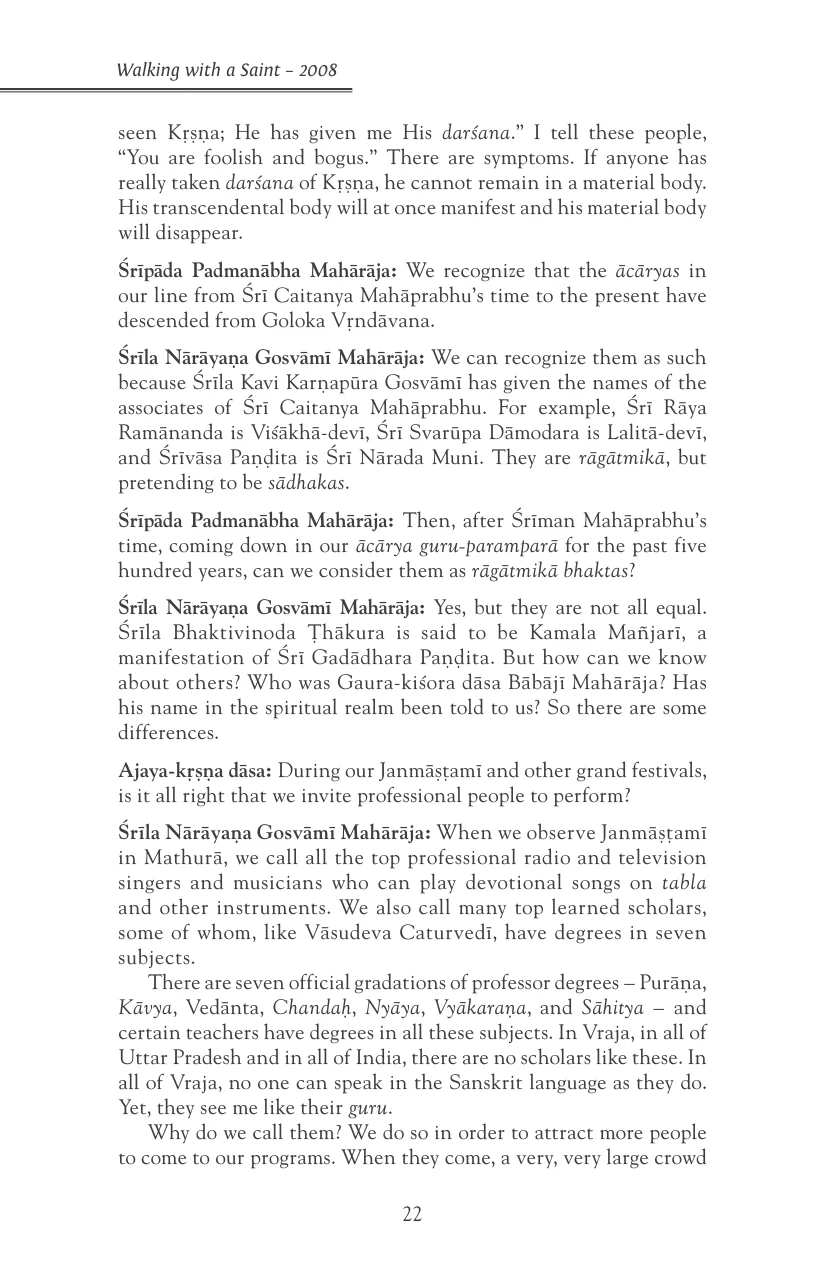 Walking with a Saint – 2008
seen Kṛṣṇa; He has given me His darśana.” I tell these people,
“You are foolish and bogus.” There are symptoms. If anyone has
really taken darśana of Kṛṣṇa, he cannot remain in a material body.
His transcendental body will at once manifest and his material body
will disappear.
Śrīpāda Padmanābha Mahārāja: We recognize that the ācāryas in
our line from Śrī Caitanya Mahāprabhu’s time to the present have
descended from Goloka Vṛndāvana.
Śrīla Nārāyaṇa Gosvāmī Mahārāja: We can recognize them as such
because Śrīla Kavi Karṇapūra Gosvāmī has given the names of the
associates of Śrī Caitanya Mahāprabhu. For example, Śrī Rāya
Ramānanda is Viśākhā-devī, Śrī Svarūpa Dāmodara is Lalitā-devī,
and Śrīvāsa Paṇḍita is Śrī Nārada Muni. They are rāgātmikā, but
pretending to be sādhakas.
Śrīpāda Padmanābha Mahārāja: Then, after Śrīman Mahāprabhu’s
time, coming down in our ācārya guru-paramparā for the past five
hundred years, can we consider them as rāgātmikā bhaktas?
Śrīla Nārāyaṇa Gosvāmī Mahārāja: Yes, but they are not all equal.
Śrīla Bhaktivinoda Ṭhākura is said to be Kamala Mañjarī, a
manifestation of Śrī Gadādhara Paṇḍita. But how can we know
about others? Who was Gaura-kiśora dāsa Bābājī Mahārāja? Has
his name in the spiritual realm been told to us? So there are some
differences.
Ajaya-kṛṣṇa dāsa: During our Janmāṣṭamī and other grand festivals,
is it all right that we invite professional people to perform?
Śrīla Nārāyaṇa Gosvāmī Mahārāja: When we observe Janmāṣṭamī
in Mathurā, we call all the top professional radio and television
singers and musicians who can play devotional songs on tabla
and other instruments. We also call many top learned scholars,
some of whom, like Vāsudeva Caturvedī, have degrees in seven
subjects.
There are seven official gradations of professor degrees – Purāṇa,
Kāvya, Vedānta, Chandaḥ, Nyāya, Vyākaraṇa, and Sāhitya – and
certain teachers have degrees in all these subjects. In Vraja, in all of
Uttar Pradesh and in all of India, there are no scholars like these. In
all of Vraja, no one can speak in the Sanskrit language as they do.
Yet, they see me like their guru.
Why do we call them? We do so in order to attract more people
to come to our programs. When they come, a very, very large crowd
22